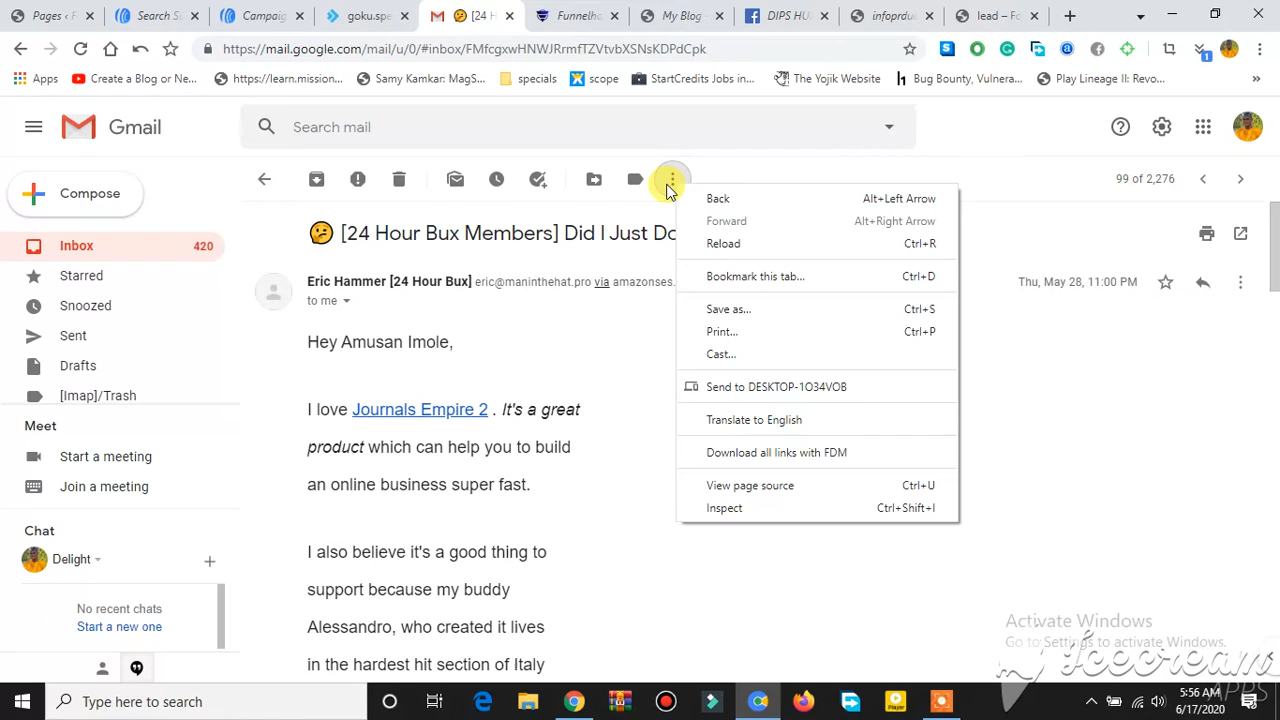 Pages <
Search S
Campaig
goku.spe
[24 H
Funnelha
My Blog
DIPS HU
infoprdu
lead – Fo
https://mail.google.com/mail/u/0/#inbox/FMfcgxwHNWJRrmfTZVtvbXSNsKDPdCpk
Apps
Create a Blog or Ne...
https://learn.mission...
Samy Kamkar: MagS...
specials
scope
StartCredits Jobs in...
The Yojik Website
Bug Bounty, Vulnera...
Play Lineage II: Revo...
»
Gmail
Search mail
Compose
99 of 2,276
Inbox 420
Starred
Snoozed
Sent
Drafts
[Imap]/Trash
Meet
Start a meeting
Join a meeting
Chat
Delight
No recent chats
Start a new one
[24 Hour Bux Members] Did I Just Do
Eric Hammer [24 Hour Bux] eric@maninthehat.pro via amazonses.
to me
Thu, May 28, 11:00 PM
Hey Amusan Imole,
I love Journals Empire 2 . It's a great
product which can help you to build
an online business super fast.
I also believe it's a good thing to
support because my buddy
Alessandro, who created it lives
in the hardest hit section of Italy
Back Alt+Left Arrow
Forward Alt+Right Arrow
Reload Ctrl+R
Bookmark this tab... Ctrl+D
Save as... Ctrl+S
Print... Ctrl+P
Cast...
Send to DESKTOP-1O34VOB
Translate to English
Download all links with FDM
View page source Ctrl+U
Inspect Ctrl+Shift+I
Activate Windows
Go to Settings to activate Windows.
Icecream
APPS
Type here to search
5:56 AM
6/17/2020